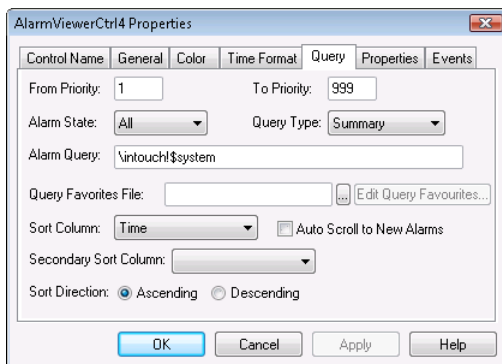 AlarmViewerCtrl4 Properties
Control Name General Color Time Format Query Properties Events
From Priority: 1 To Priority: 999
Alarm State: All Query Type: Summary
Alarm Query: \intouch!$system
Query Favorites File: ... Edit Query Favourites...
Sort Column: Time Auto Scroll to New Alarms
Secondary Sort Column:
Sort Direction: Ascending Descending
OK Cancel Apply Help